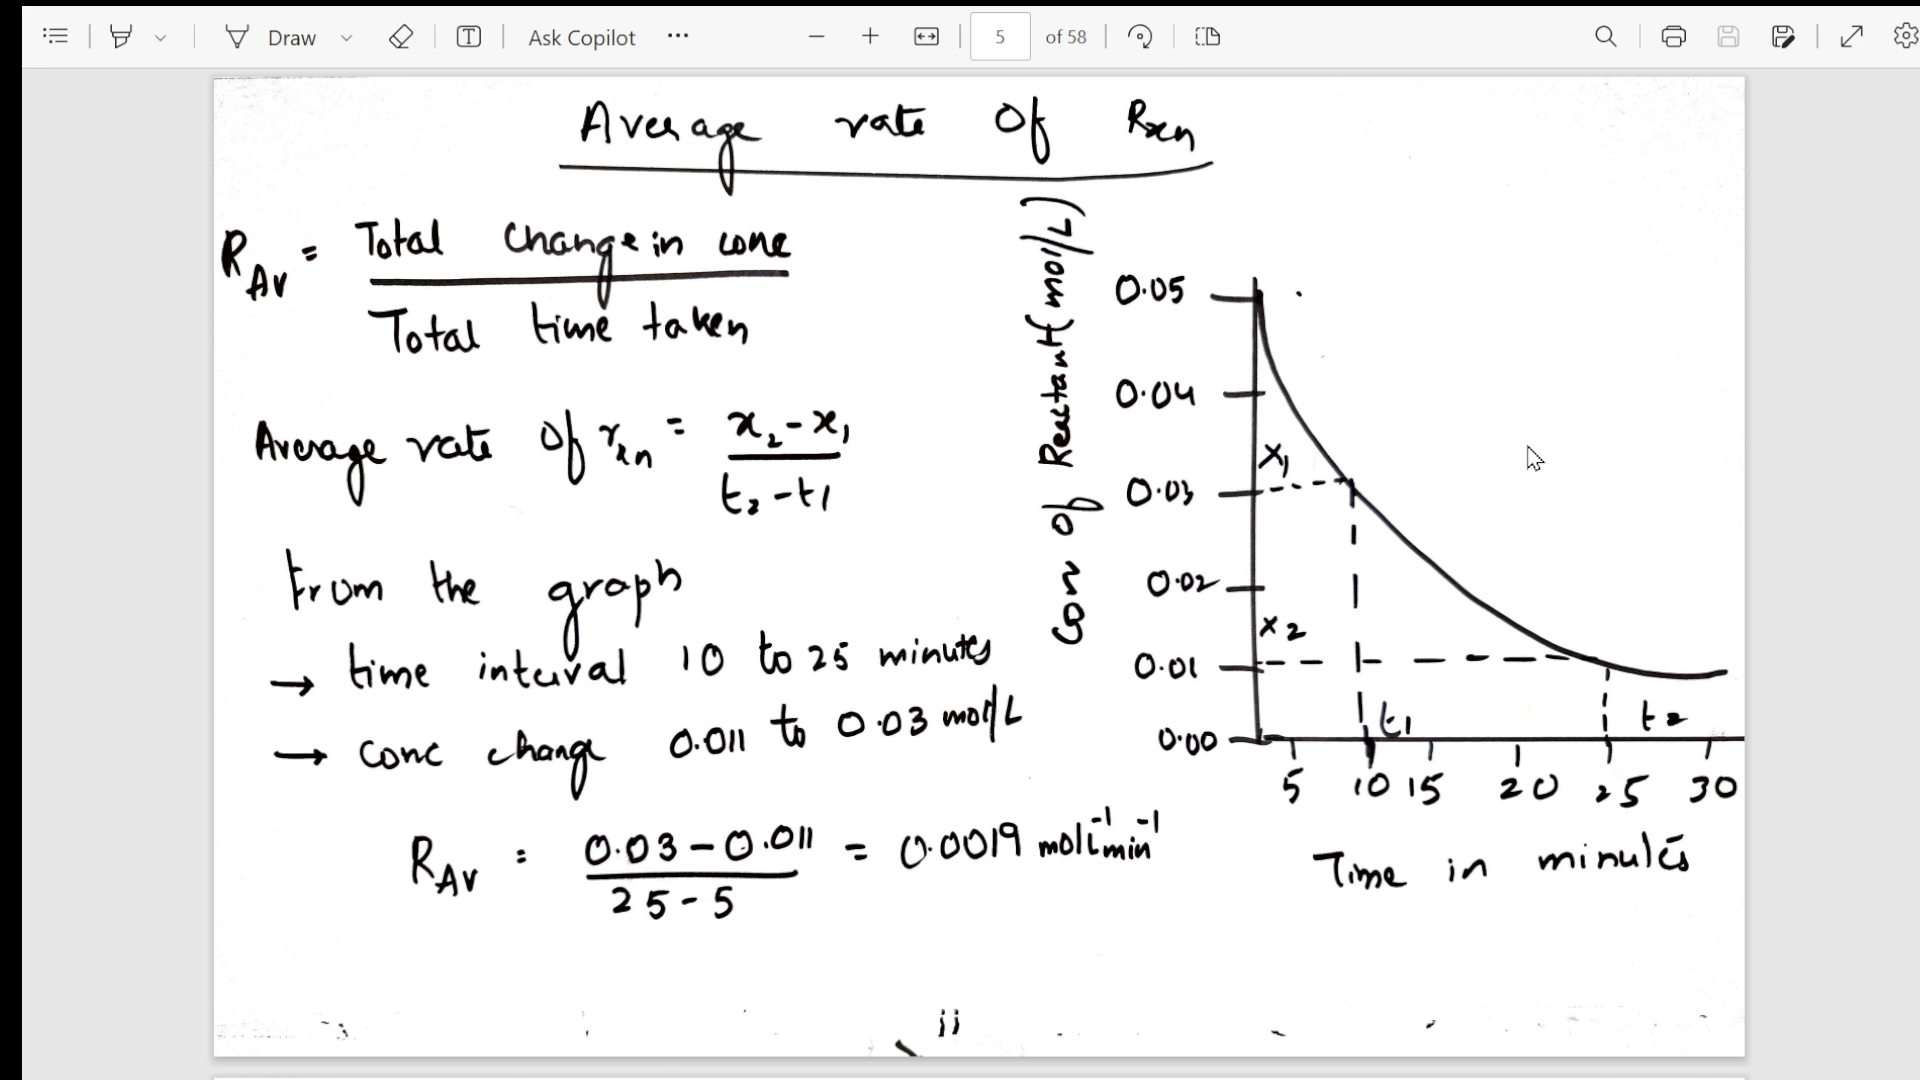 Draw
Ask Copilot
5 of 58
Average rate Of Rxn
RAv = Total change in conc
Total time taken
Average rate Of rxn = x2 - x1
t2 - t1
From the graph
→ time interval 10 to 25 minutes
→ Conc change 0.011 to 0.03 mol/L
RAv = 0.03 - 0.011 = 0.0019 mol L-1 min-1
25 - 5
Con of Reactant (mol/L)
0.05
0.04
x1
0.03
0.02
x2
0.01
t1 t2
0.00
5 10 15 20 25 30
Time in minutes
ii